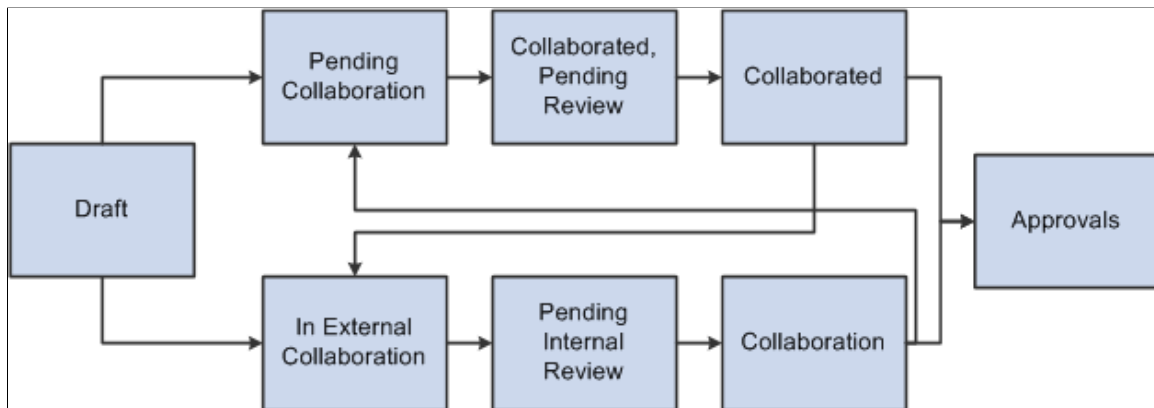 Pending
Collaboration
Collaborated,
Pending
Review
Collaborated
Draft
Approvals
In External
Collaboration
Pending
Internal
Review
Collaboration